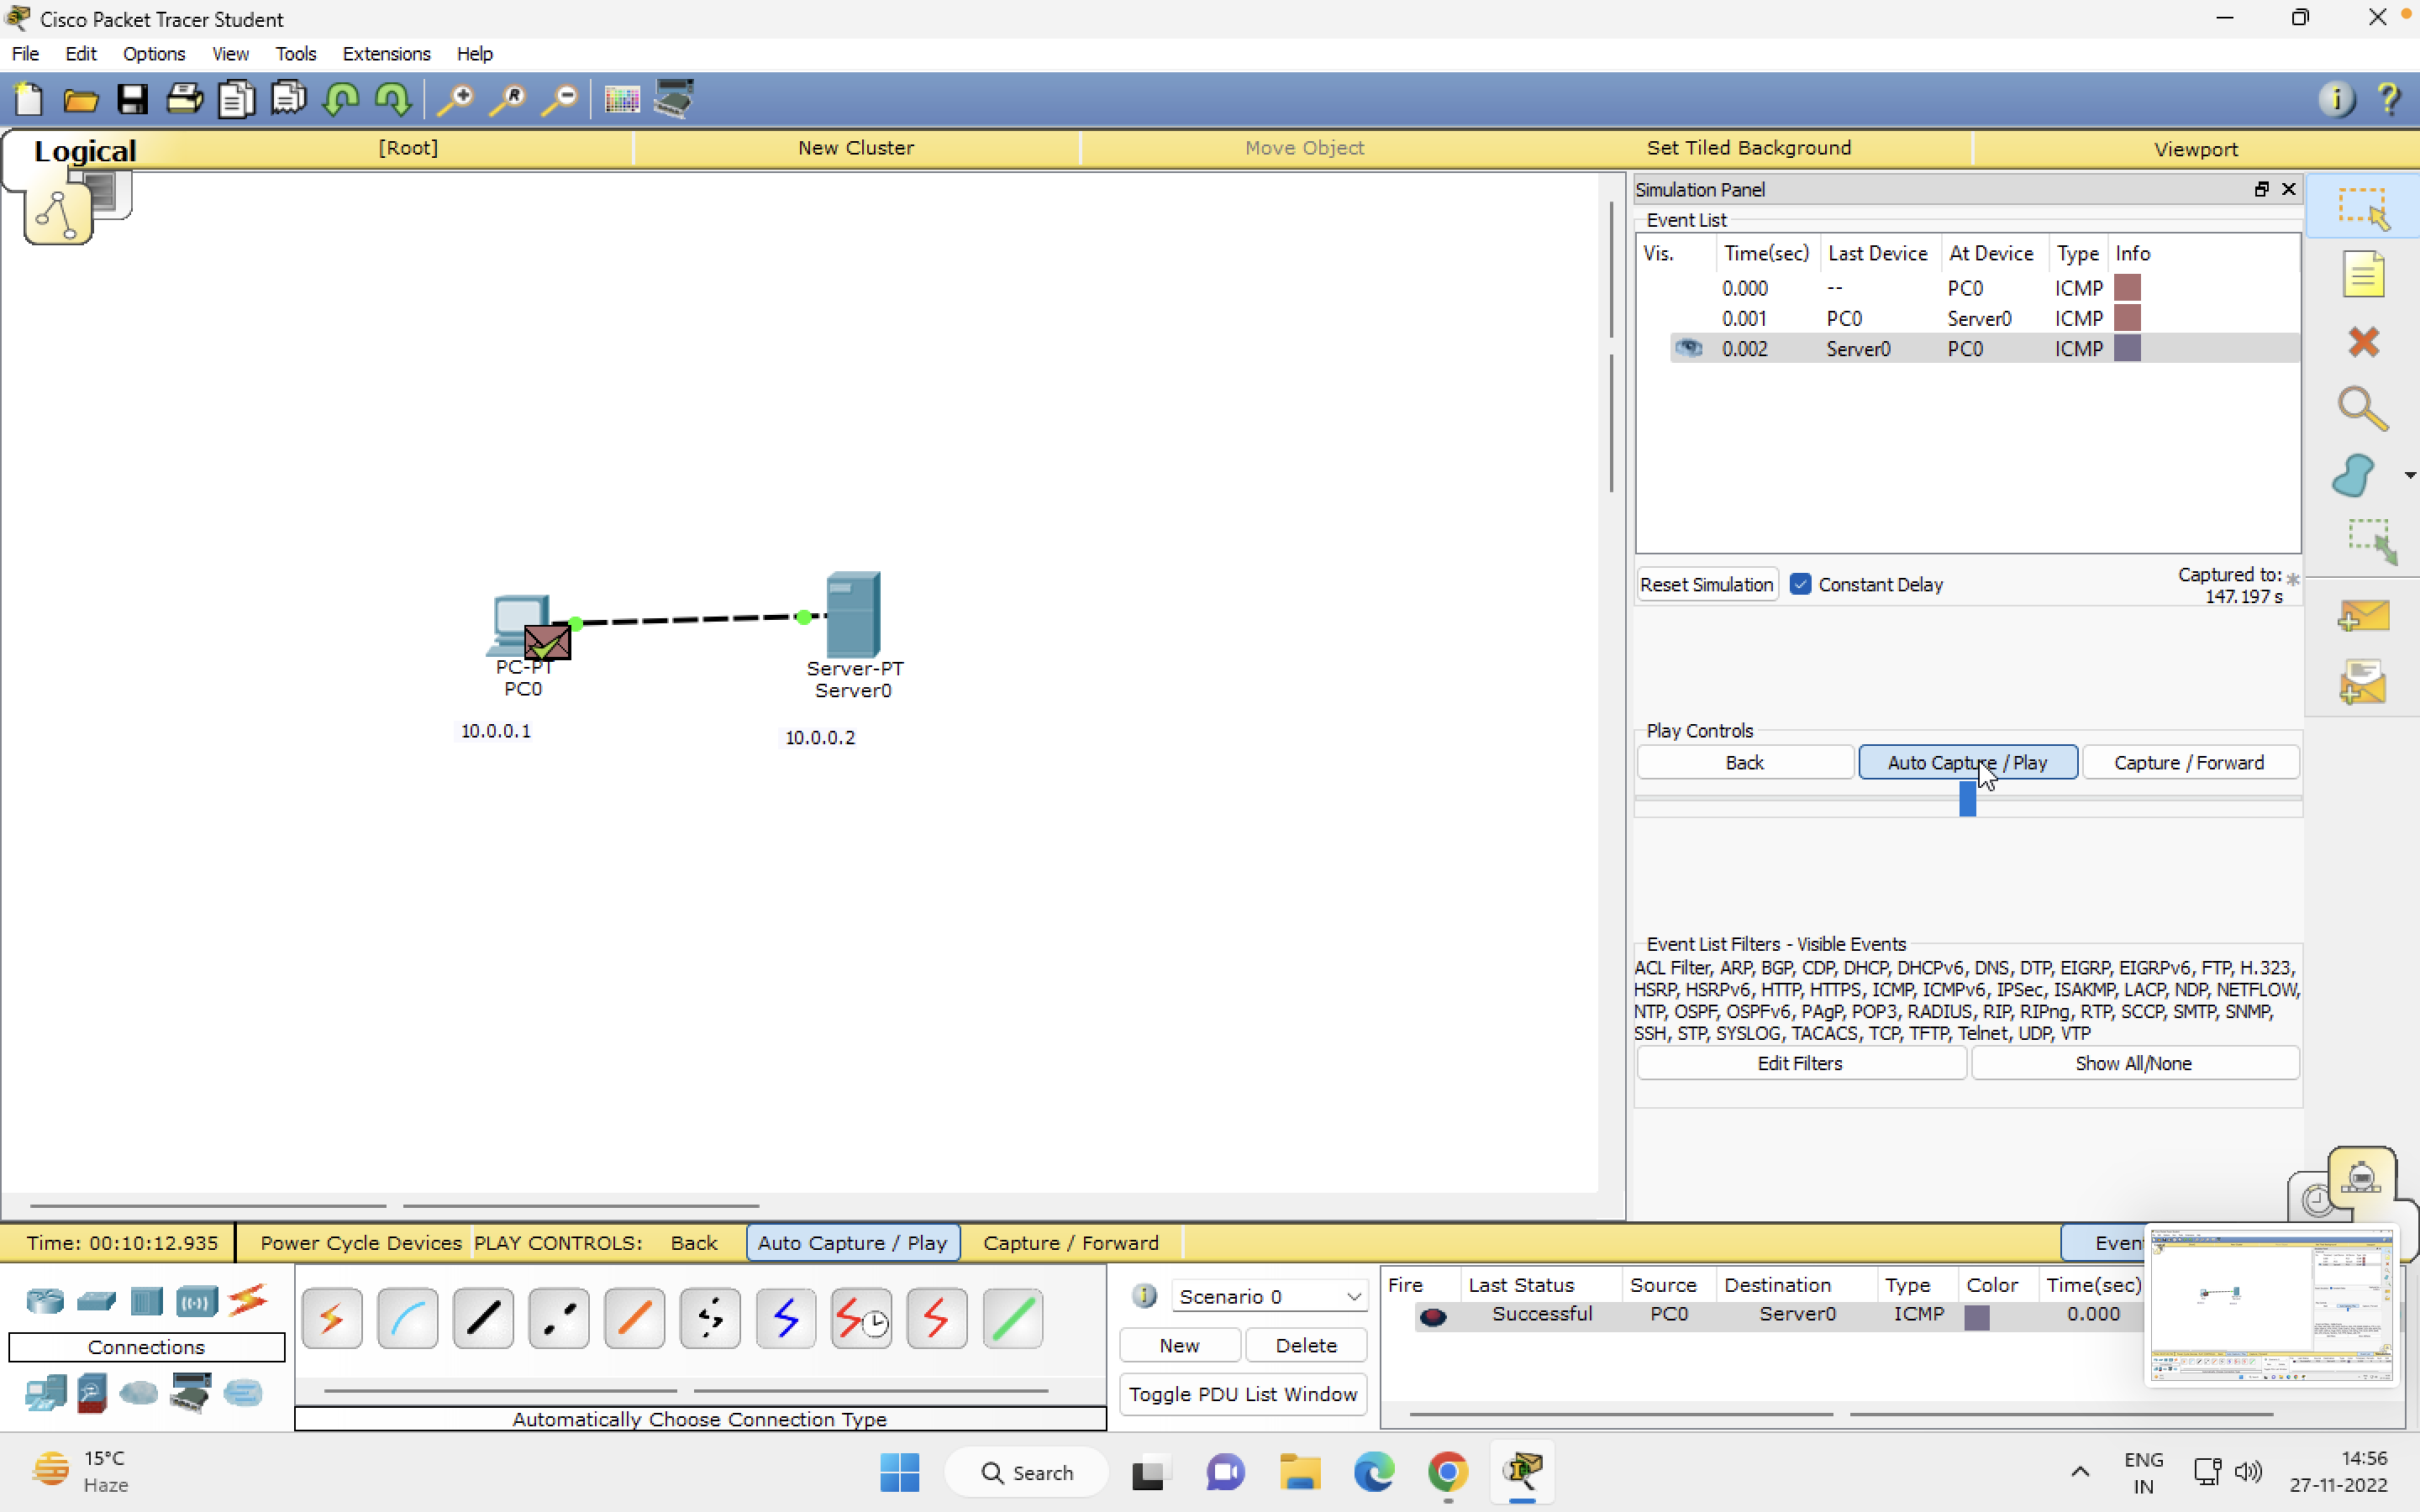 Cisco Packet Tracer Student
File Edit Options View Tools Extensions Help
Logical [Root] New Cluster Move Object Set Tiled Background Viewport
Simulation Panel
Event List
Vis. Time(sec) Last Device At Device Type Info
0.000 -- PC0 ICMP
0.001 PC0 Server0 ICMP
0.002 Server0 PC0 ICMP
Reset Simulation Constant Delay Captured to: *
147.197 s
PC-PT
PC0
Server-PT
Server0
10.0.0.1
10.0.0.2
Play Controls
Back Auto Capture / Play Capture / Forward
Event List Filters - Visible Events
ACL Filter, ARP, BGP, CDP, DHCP, DHCPv6, DNS, DTP, EIGRP, EIGRPv6, FTP, H.323,
HSRP, HSRPv6, HTTP, HTTPS, ICMP, ICMPv6, IPSec, ISAKMP, LACP, NDP, NETFLOW,
NTP, OSPF, OSPFv6, PAgP, POP3, RADIUS, RIP, RIPng, RTP, SCCP, SMTP, SNMP,
SSH, STP, SYSLOG, TACACS, TCP, TFTP, Telnet, UDP, VTP
Edit Filters Show All/None
Time: 00:10:12.935 Power Cycle Devices PLAY CONTROLS: Back Auto Capture / Play Capture / Forward Even
Connections
Automatically Choose Connection Type
Scenario 0
New Delete
Toggle PDU List Window
Fire Last Status Source Destination Type Color Time(sec)
Successful PC0 Server0 ICMP 0.000
15°C
Haze
Search
ENG
IN
14:56
27-11-2022